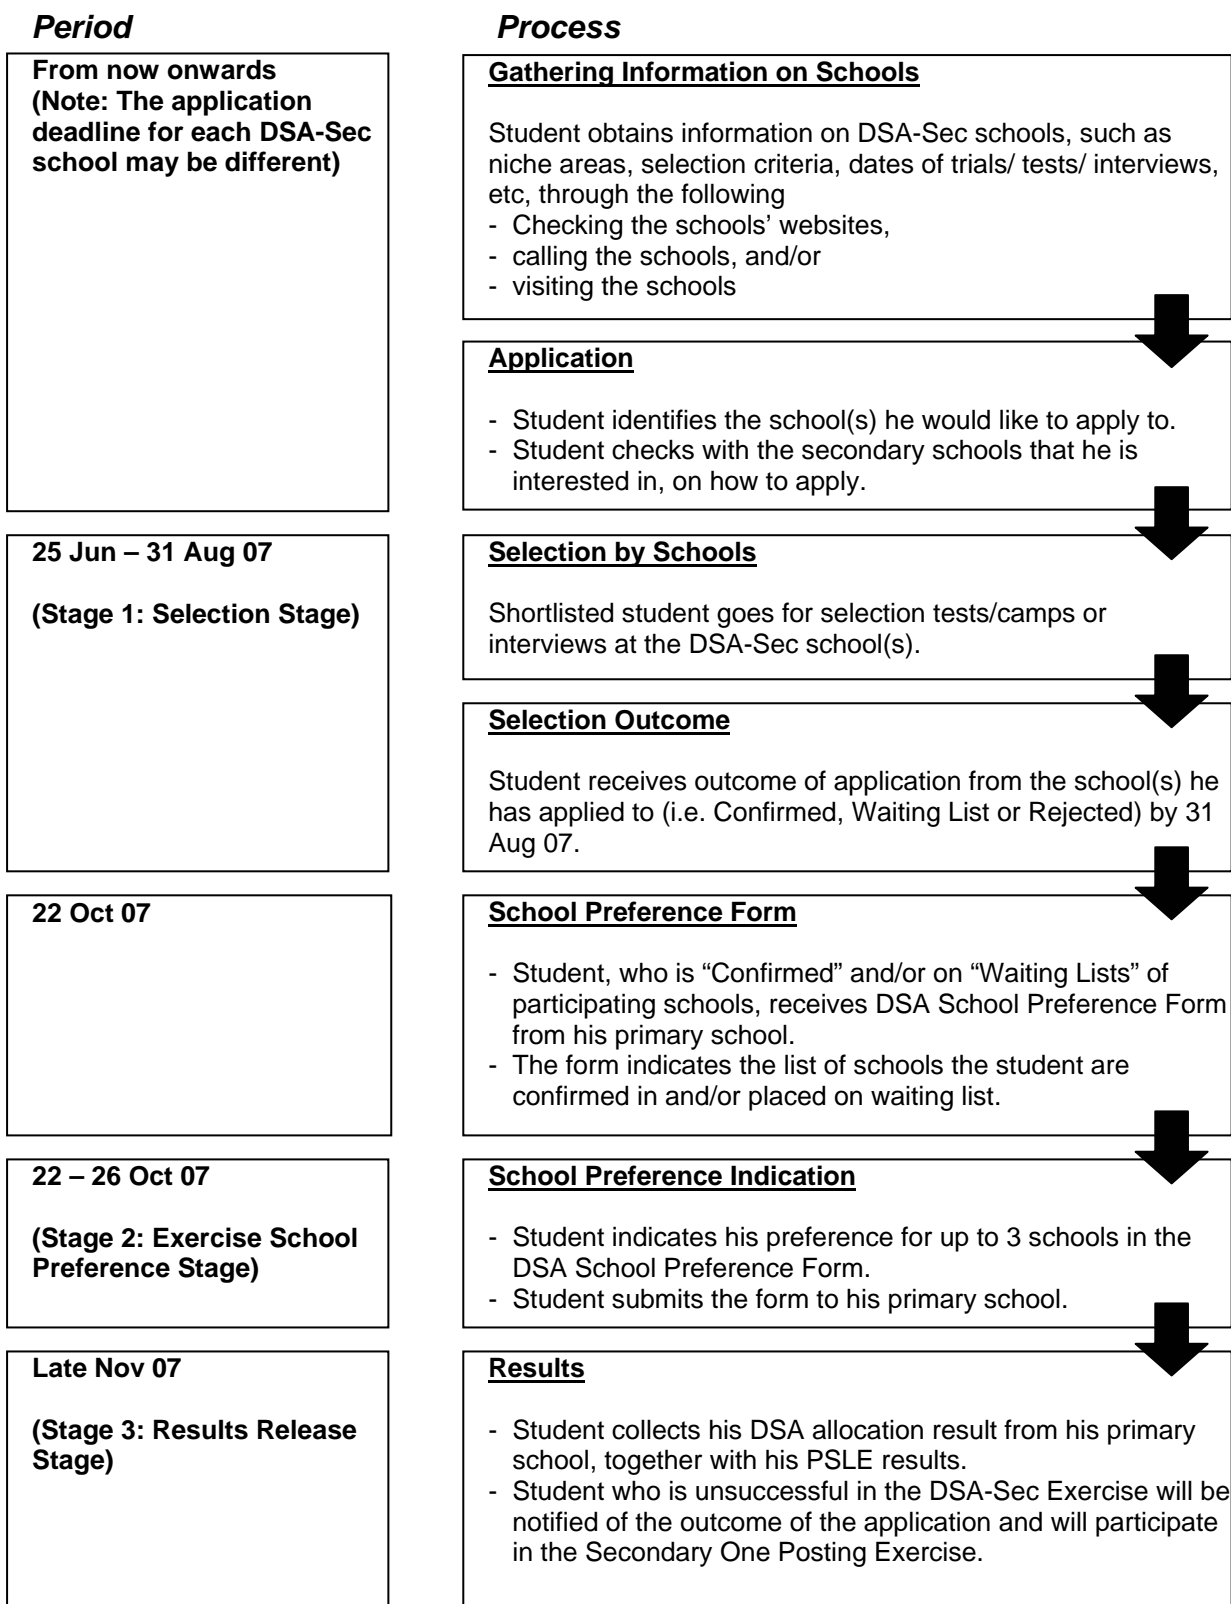 Period
Process
From now onwards
(Note: The application
deadline for each DSA-Sec
school may be different)
Gathering Information on Schools
Student obtains information on DSA-Sec schools, such as
niche areas, selection criteria, dates of trials/ tests/ interviews,
etc, through the following
- Checking the schools’ websites,
- calling the schools, and/or
- visiting the schools
Application
- Student identifies the school(s) he would like to apply to.
- Student checks with the secondary schools that he is
interested in, on how to apply.
25 Jun – 31 Aug 07
(Stage 1: Selection Stage)
Selection by Schools
Shortlisted student goes for selection tests/camps or
interviews at the DSA-Sec school(s).
Selection Outcome
Student receives outcome of application from the school(s) he
has applied to (i.e. Confirmed, Waiting List or Rejected) by 31
Aug 07.
22 Oct 07
School Preference Form
- Student, who is “Confirmed” and/or on “Waiting Lists” of
participating schools, receives DSA School Preference Form
from his primary school.
- The form indicates the list of schools the student are
confirmed in and/or placed on waiting list.
22 – 26 Oct 07
(Stage 2: Exercise School
Preference Stage)
School Preference Indication
- Student indicates his preference for up to 3 schools in the
DSA School Preference Form.
- Student submits the form to his primary school.
Late Nov 07
(Stage 3: Results Release
Stage)
Results
- Student collects his DSA allocation result from his primary
school, together with his PSLE results.
- Student who is unsuccessful in the DSA-Sec Exercise will be
notified of the outcome of the application and will participate
in the Secondary One Posting Exercise.